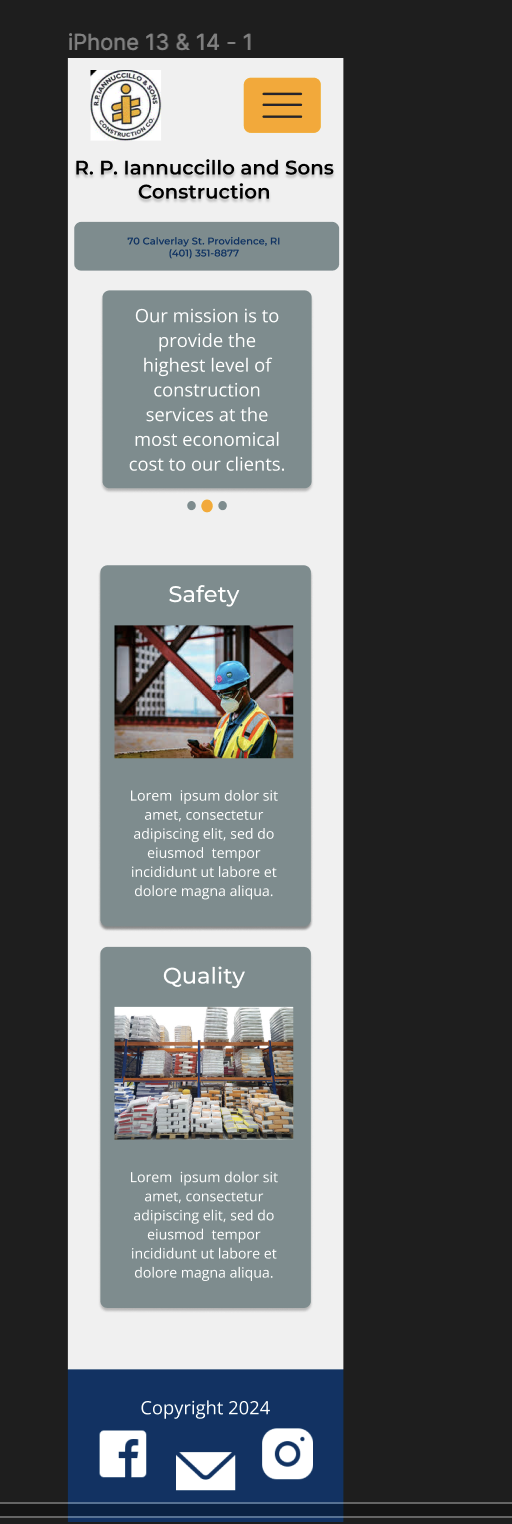 iPhone 13 & 14 - 1
R.P. IANNUCCILLO & SONS
CONSTRUCTION CO.
R. P. Iannuccillo and Sons
Construction
70 Calverlay St. Providence, RI
(401) 351-8877
Our mission is to
provide the
highest level of
construction
services at the
most economical
cost to our clients.
Safety
Lorem  ipsum dolor sit
amet, consectetur
adipiscing elit, sed do
eiusmod  tempor
incididunt ut labore et
dolore magna aliqua.
Quality
Lorem  ipsum dolor sit
amet, consectetur
adipiscing elit, sed do
eiusmod  tempor
incididunt ut labore et
dolore magna aliqua.
Copyright 2024